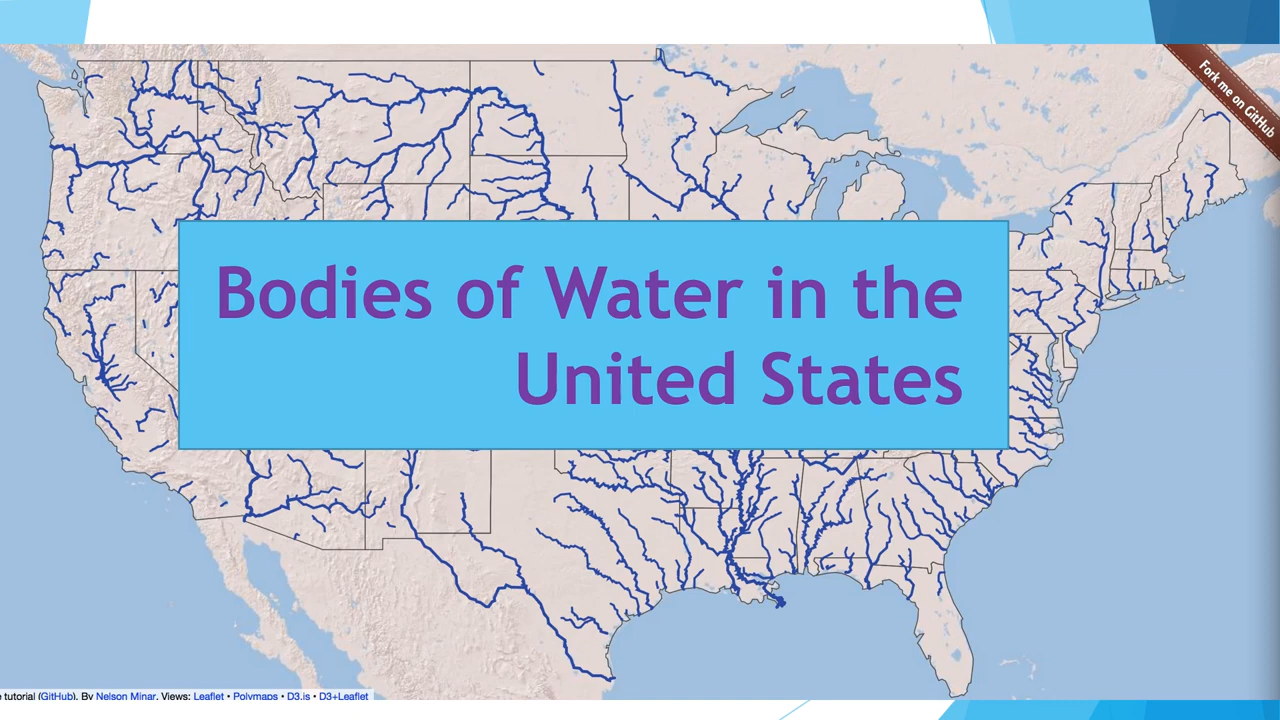 Fork me on GitHub
Bodies of Water in the
United States
e tutorial (GitHub). By Nelson Minar. Views: Leaflet • Polymaps • D3.js • D3+Leaflet